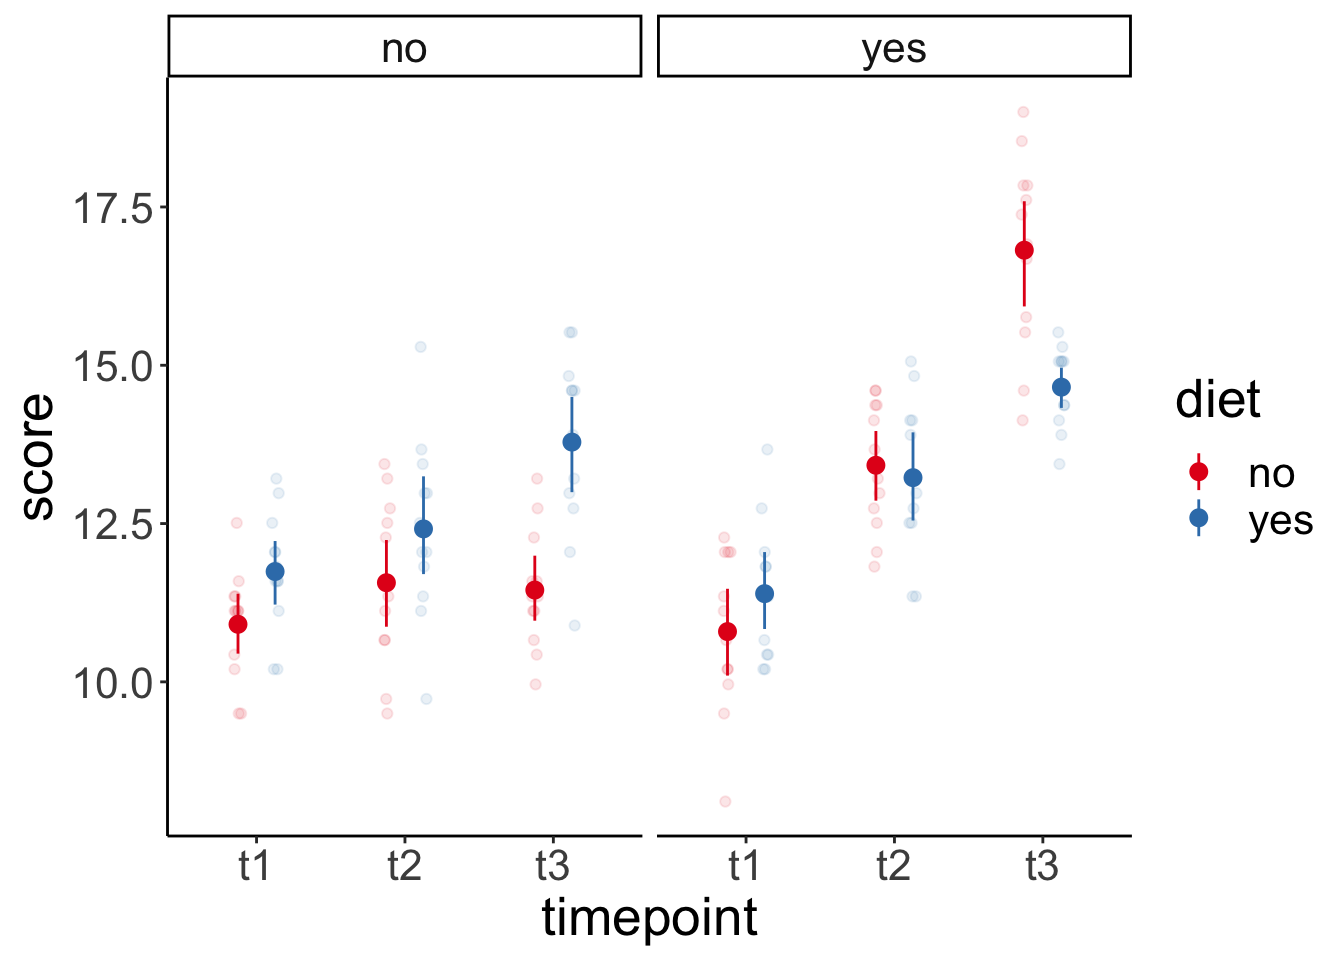 no
yes
17.5
15.0
12.5
10.0
score
t1
t2
t3
t1
t2
t3
timepoint
diet
no
yes